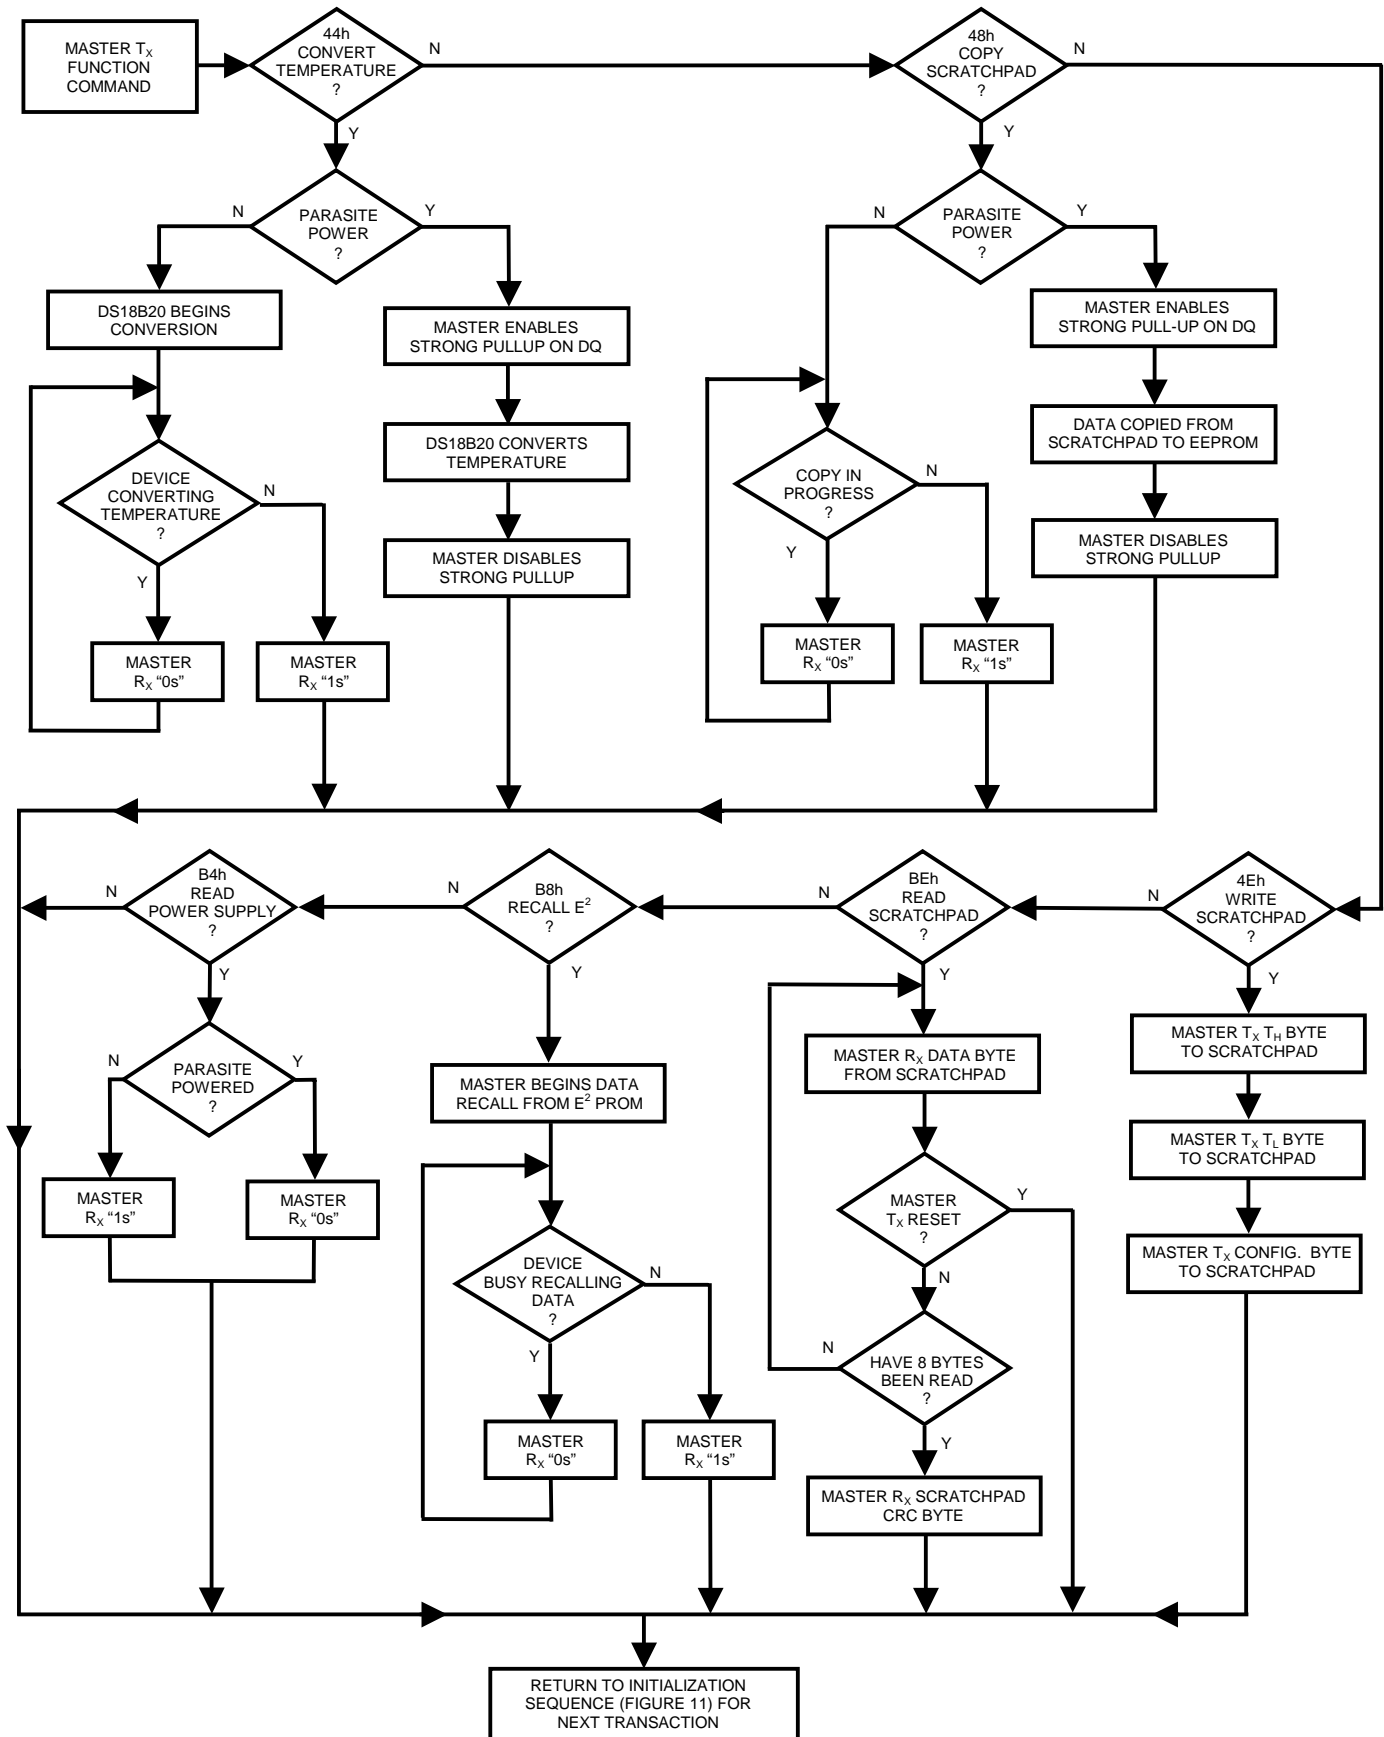 MASTER TX
FUNCTION
COMMAND
44h
CONVERT
TEMPERATURE
?
N
Y
48h
COPY
SCRATCHPAD
?
N
Y
PARASITE
POWER
?
N
Y
DS18B20 BEGINS
CONVERSION
MASTER ENABLES
STRONG PULLUP ON DQ
DS18B20 CONVERTS
TEMPERATURE
MASTER DISABLES
STRONG PULLUP
DEVICE
CONVERTING
TEMPERATURE
?
N
Y
MASTER
RX “0s”
MASTER
RX “1s”
PARASITE
POWER
?
N
Y
MASTER ENABLES
STRONG PULL-UP ON DQ
DATA COPIED FROM
SCRATCHPAD TO EEPROM
MASTER DISABLES
STRONG PULLUP
COPY IN
PROGRESS
?
N
Y
MASTER
RX “0s”
MASTER
RX “1s”
B4h
READ
POWER SUPPLY
?
N
Y
PARASITE
POWERED
?
N
Y
MASTER
RX “1s”
MASTER
RX “0s”
B8h
RECALL E2
?
N
Y
MASTER BEGINS DATA
RECALL FROM E2 PROM
DEVICE
BUSY RECALLING
DATA
?
N
Y
MASTER
RX “0s”
MASTER
RX “1s”
BEh
READ
SCRATCHPAD
?
N
Y
MASTER RX DATA BYTE
FROM SCRATCHPAD
MASTER
TX RESET
?
Y
N
HAVE 8 BYTES
BEEN READ
?
N
Y
MASTER RX SCRATCHPAD
CRC BYTE
4Eh
WRITE
SCRATCHPAD
?
N
Y
MASTER TX TH BYTE
TO SCRATCHPAD
MASTER TX TL BYTE
TO SCRATCHPAD
MASTER TX CONFIG. BYTE
TO SCRATCHPAD
RETURN TO INITIALIZATION
SEQUENCE (FIGURE 11) FOR
NEXT TRANSACTION